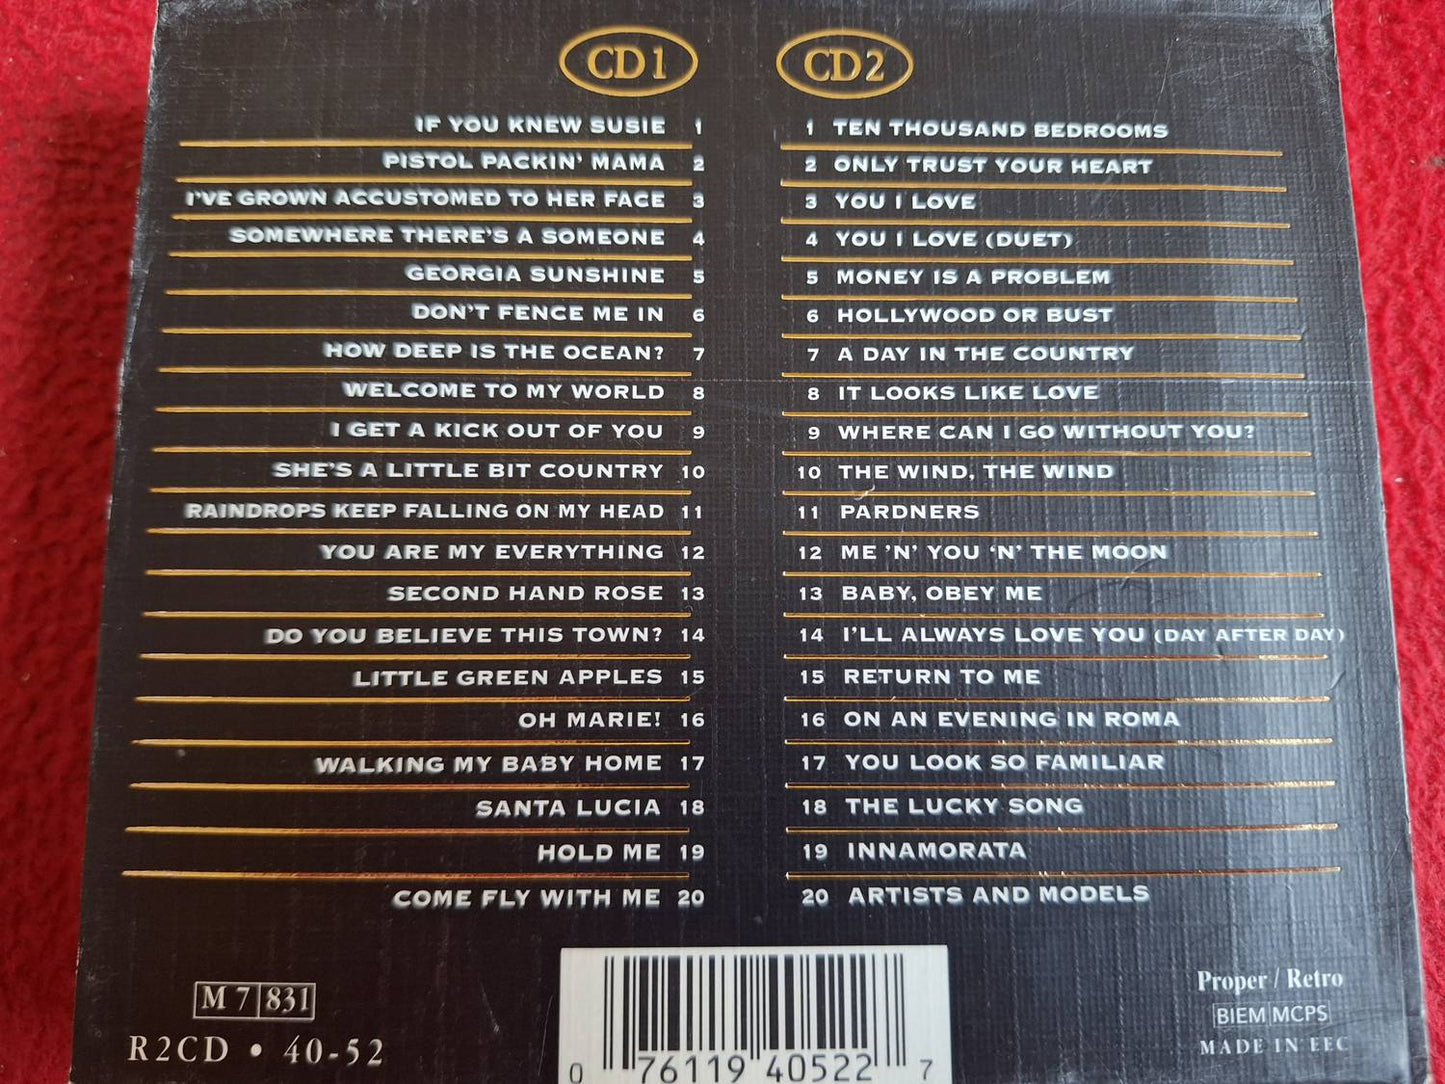 CD 1
IF YOU KNEW SUSIE 1
PISTOL PACKIN' MAMA 2
I'VE GROWN ACCUSTOMED TO HER FACE 3
SOMEWHERE THERE'S A SOMEONE 4
GEORGIA SUNSHINE 5
DON'T FENCE ME IN 6
HOW DEEP IS THE OCEAN? 7
WELCOME TO MY WORLD 8
I GET A KICK OUT OF YOU 9
SHE'S A LITTLE BIT COUNTRY 10
RAINDROPS KEEP FALLING ON MY HEAD 11
YOU ARE MY EVERYTHING 12
SECOND HAND ROSE 13
DO YOU BELIEVE THIS TOWN? 14
LITTLE GREEN APPLES 15
OH MARIE! 16
WALKING MY BABY HOME 17
SANTA LUCIA 18
HOLD ME 19
COME FLY WITH ME 20
CD 2
1 TEN THOUSAND BEDROOMS
2 ONLY TRUST YOUR HEART
3 YOU I LOVE
4 YOU I LOVE (DUET)
5 MONEY IS A PROBLEM
6 HOLLYWOOD OR BUST
7 A DAY IN THE COUNTRY
8 IT LOOKS LIKE LOVE
9 WHERE CAN I GO WITHOUT YOU?
10 THE WIND, THE WIND
11 PARDNERS
12 ME 'N' YOU 'N' THE MOON
13 BABY, OBEY ME
14 I'LL ALWAYS LOVE YOU (DAY AFTER DAY)
15 RETURN TO ME
16 ON AN EVENING IN ROMA
17 YOU LOOK SO FAMILIAR
18 THE LUCKY SONG
19 INNAMORATA
20 ARTISTS AND MODELS
M 7 831
R2CD • 40-52
0 76119 40522 7
Proper / Retro
BIEM MCPS
MADE IN EEC